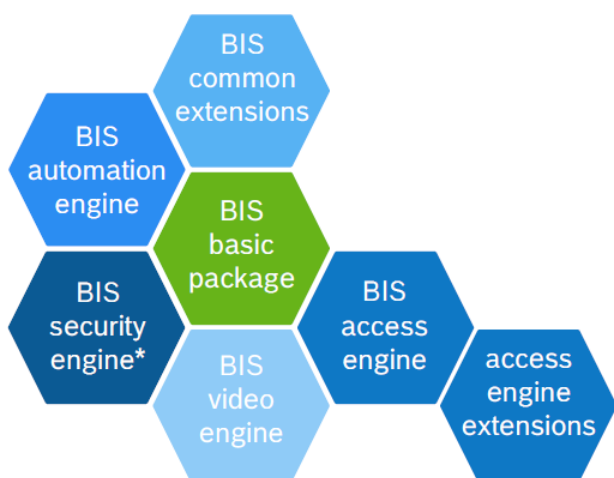 BIS
common
extensions
BIS
automation
engine
BIS
basic
package
BIS
security
engine*
BIS
access
engine
BIS
video
engine
access
engine
extensions